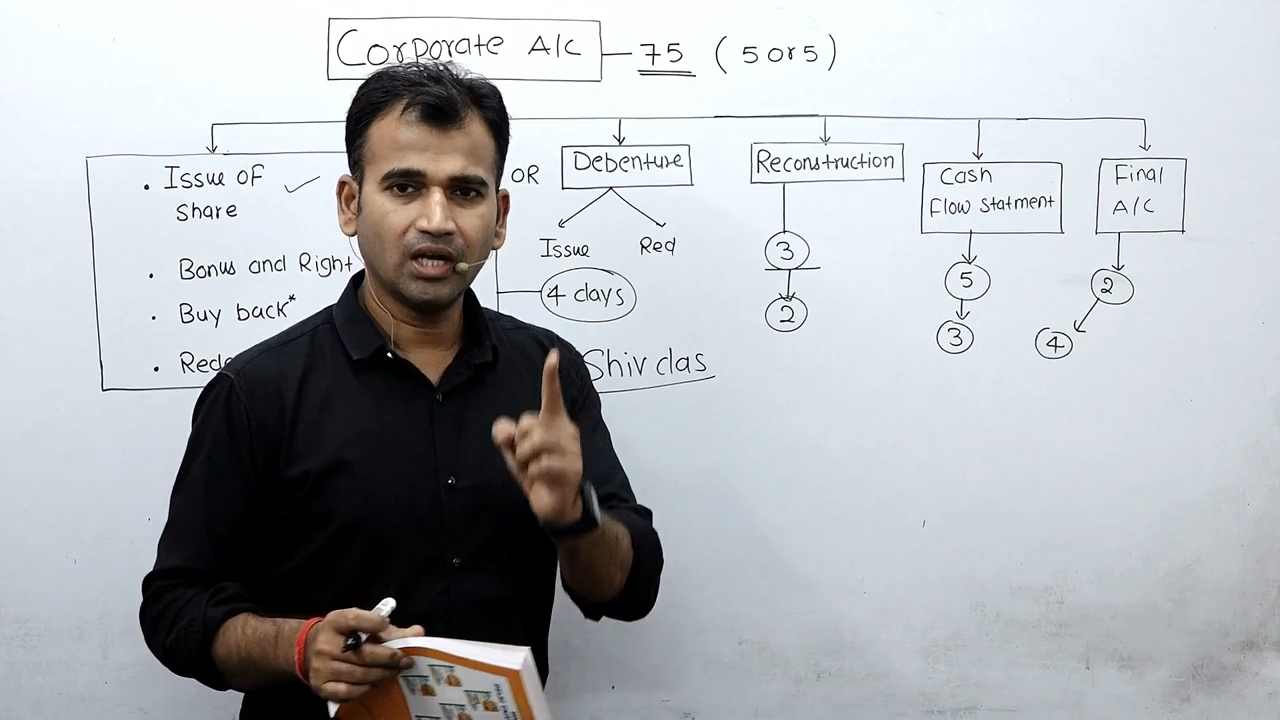 Corporate A/C — 75 ( 5 or 5 )
• Issue of
Share ✓
• Bonus and Right
• Buy back*
OR
Debenture
Issue Red
4 days
Shiv clas
Reconstruction
3
2
Cash
Flow Statment
5
3
Final
A/C
2
4